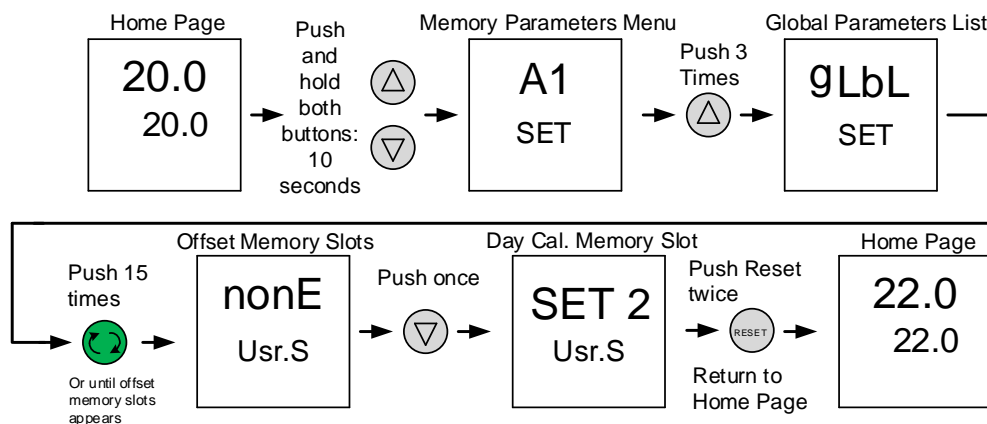 Home Page
20.0
20.0
Push
and
hold
both
buttons:
10
seconds
Memory Parameters Menu
A1
SET
Push 3
Times
Global Parameters List
gLbL
SET
Push 15
times
Or until offset
memory slots
appears
Offset Memory Slots
nonE
Usr.S
Push once
Day Cal. Memory Slot
SET 2
Usr.S
Push Reset
twice
RESET
Return to
Home Page
Home Page
22.0
22.0